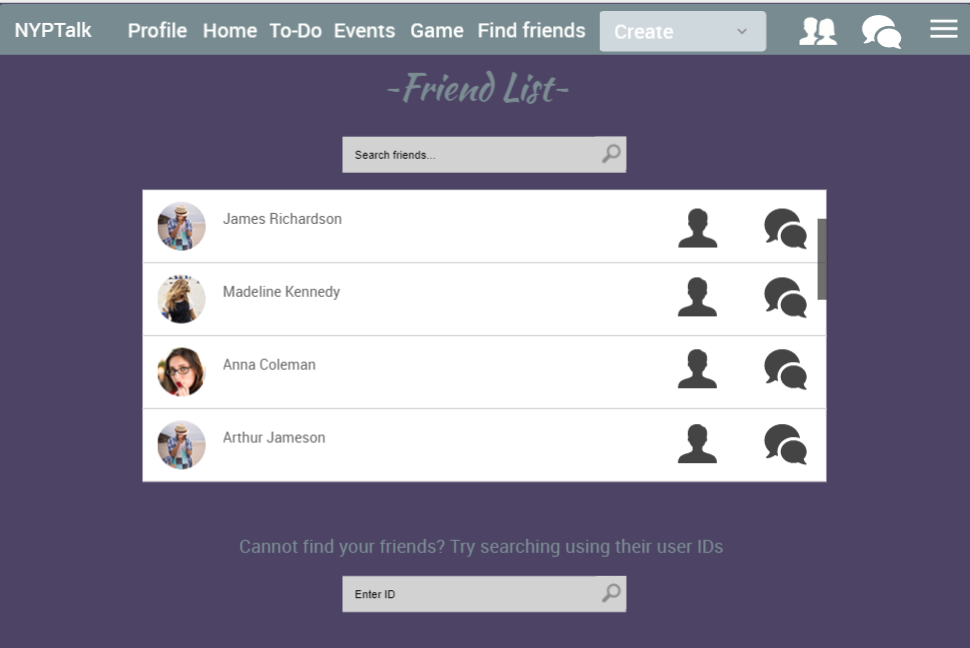 NYPTalk Profile Home To-Do Events Game Find friends Create
-Friend List-
Search friends...
James Richardson
Madeline Kennedy
Anna Coleman
Arthur Jameson
Cannot find your friends? Try searching using their user IDs
Enter ID